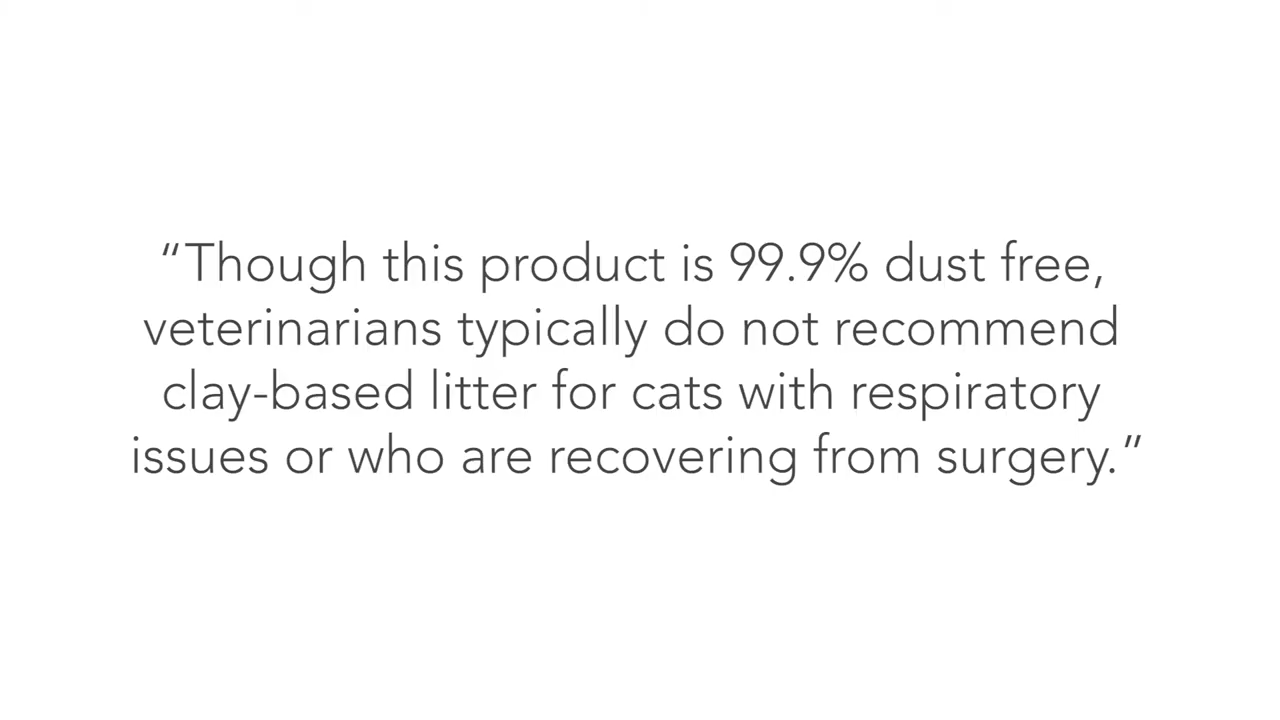 “Though this product is 99.9% dust free,
veterinarians typically do not recommend
clay-based litter for cats with respiratory
issues or who are recovering from surgery.”